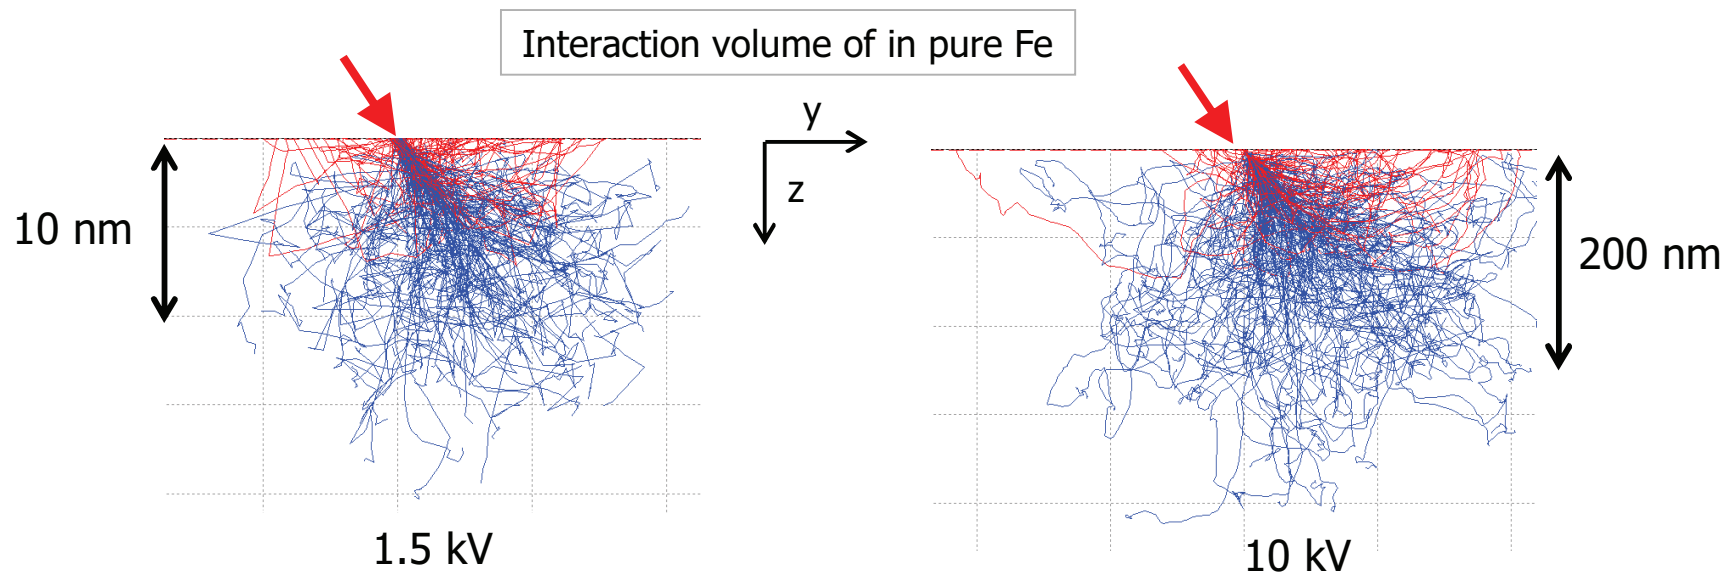 Interaction volume of in pure Fe
y
z
10 nm
200 nm
1.5 kV
10 kV